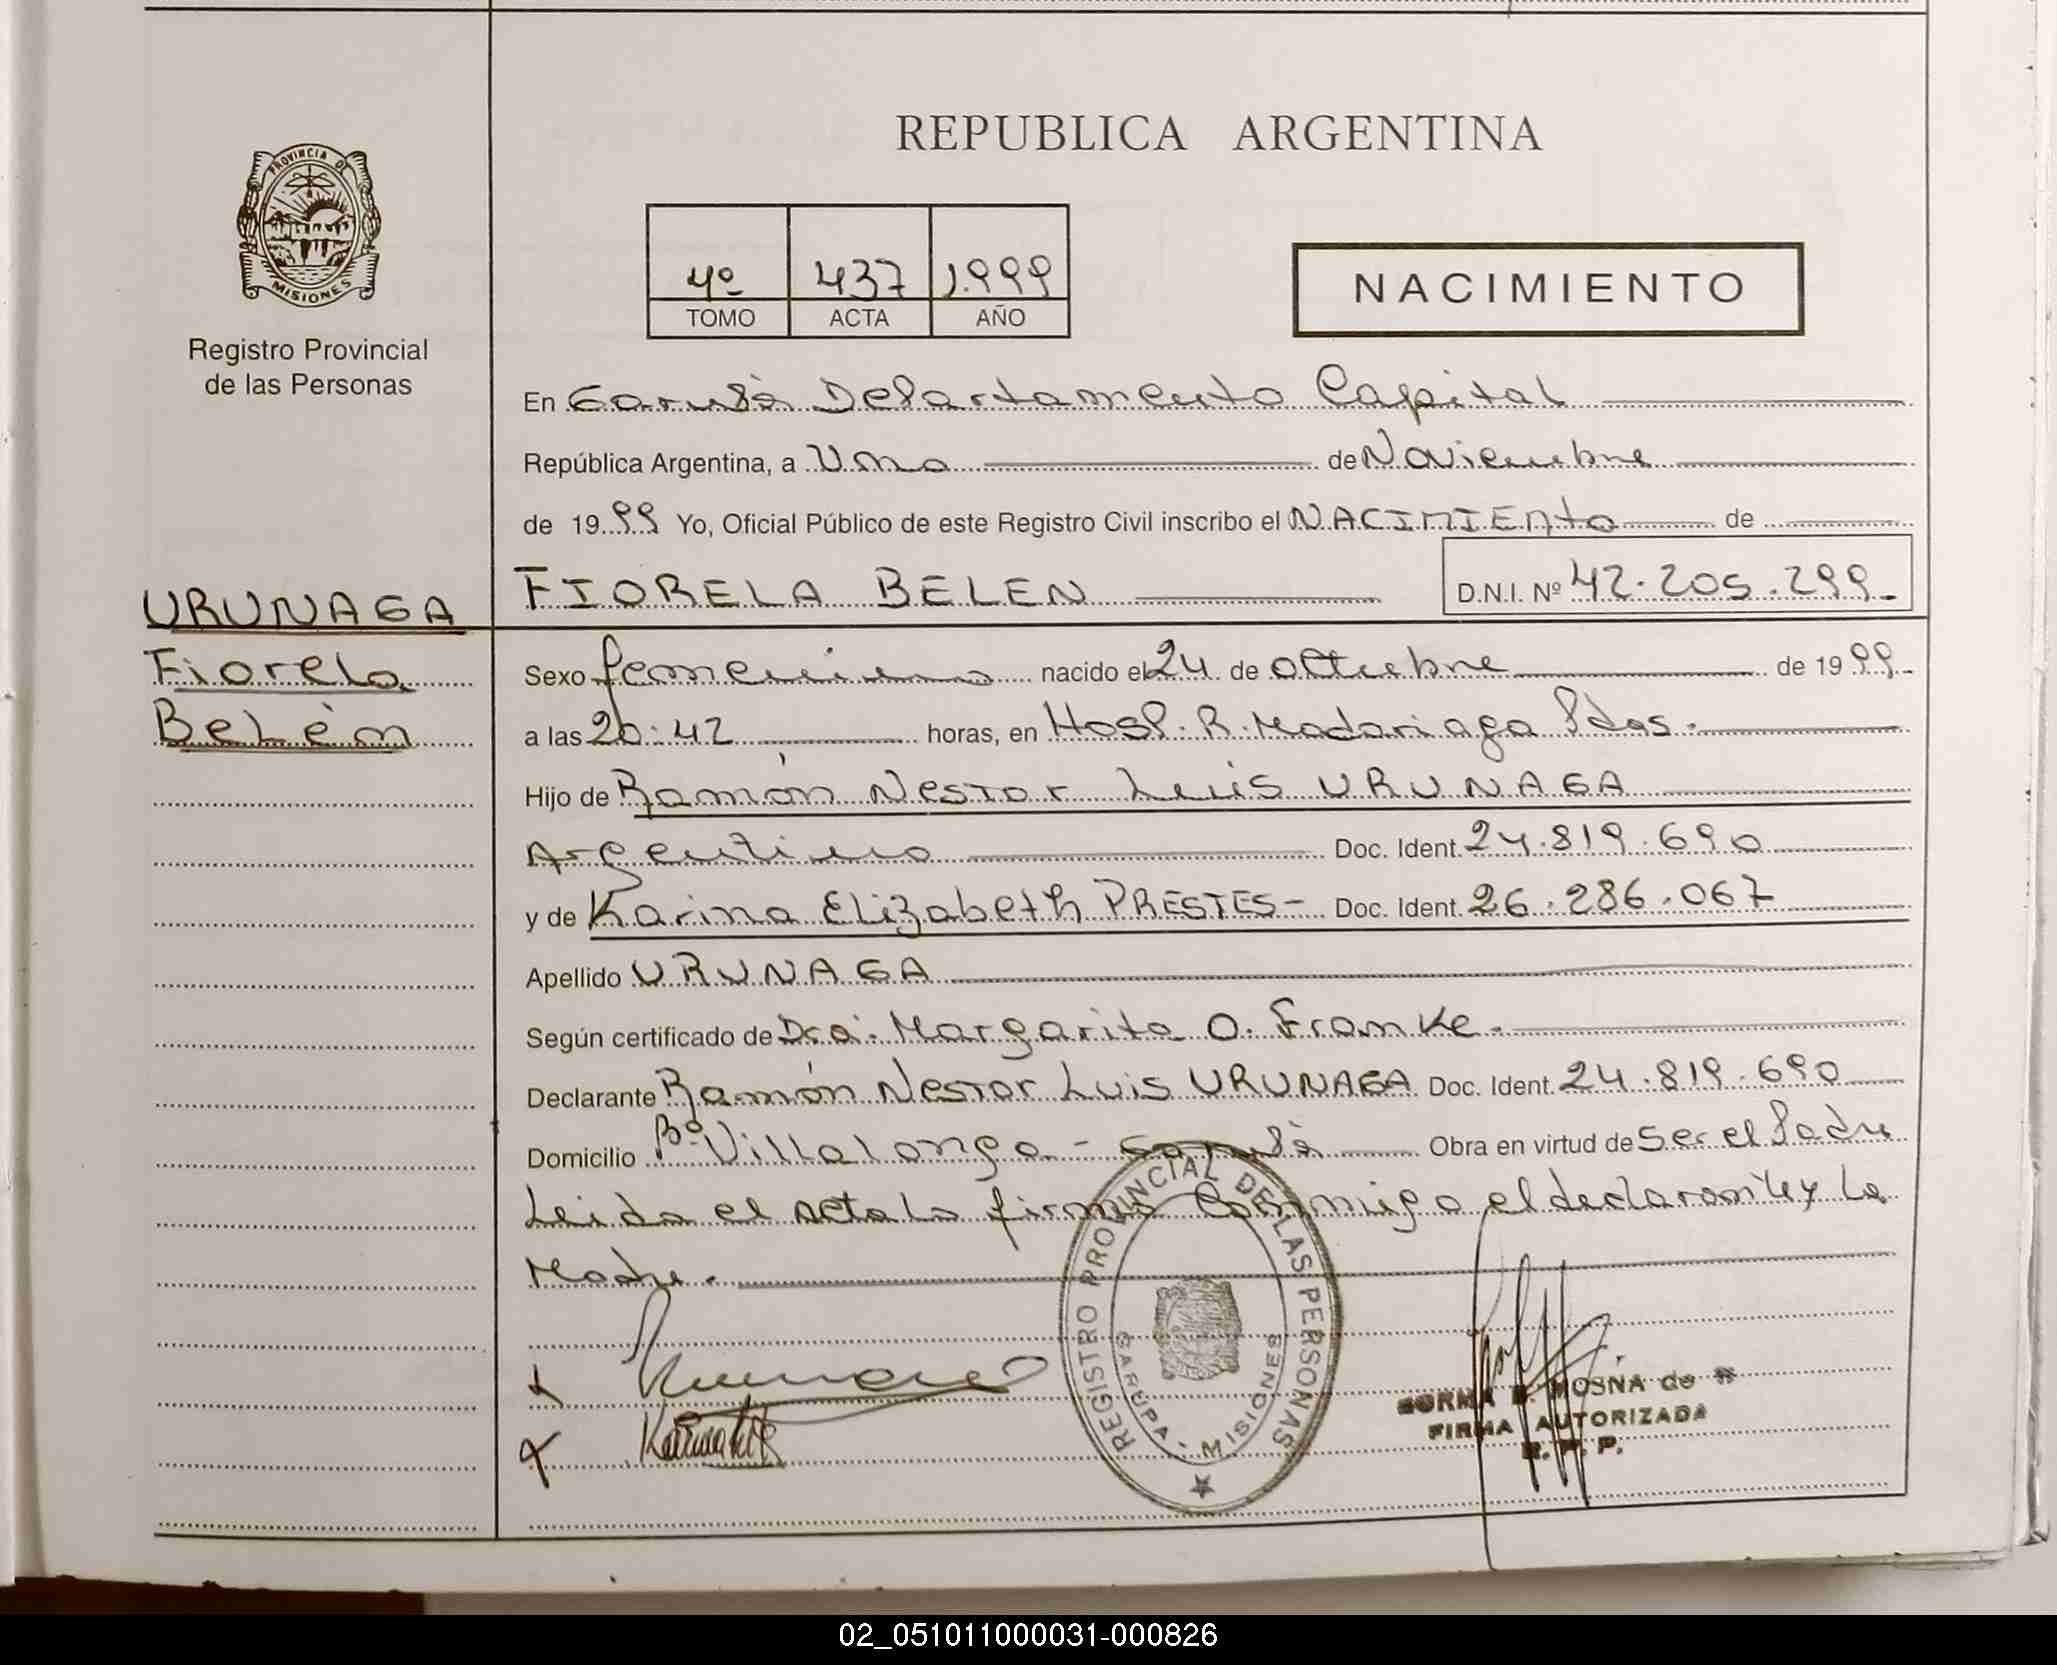 REPUBLICA ARGENTINA
PROVINCIA DE
MISIONES
Registro Provincial
de las Personas
4º 437 1.999
TOMO ACTA AÑO
NACIMIENTO
En Garupá Departamento Capital
República Argentina, a Uno de Noviembre
de 1999 Yo, Oficial Público de este Registro Civil inscribo el NACIMIENto de
FIORELA BELEN D.N.I. Nº 42.205.299.-
URUNAGA
Fiorela
Belén
Sexo femenino nacido el 24 de octubre de 1999.-
a las 20:42 horas, en Hosp. R. Madariaga Pdas.
Hijo de Ramón Nestor Luis URUNAGA
Argentino Doc. Ident. 24.819.690
y de Karina Elizabeth PRESTES- Doc. Ident. 26.286.067
Apellido URUNAGA
Según certificado de Dra. Margarita O. Franke.
Declarante Ramón Nestor Luis URUNAGA Doc. Ident. 24.819.690
Domicilio Bº Villalonga - Garupá Obra en virtud de ser el Padre
Leida el acta la firma Conmigo el declarante y la
Madre.
REGISTRO PROVINCIAL DE LAS PERSONAS
GARUPA - MISIONES
MOSNA de
FIRMA AUTORIZADA
R. P. P.
02_051011000031-000826